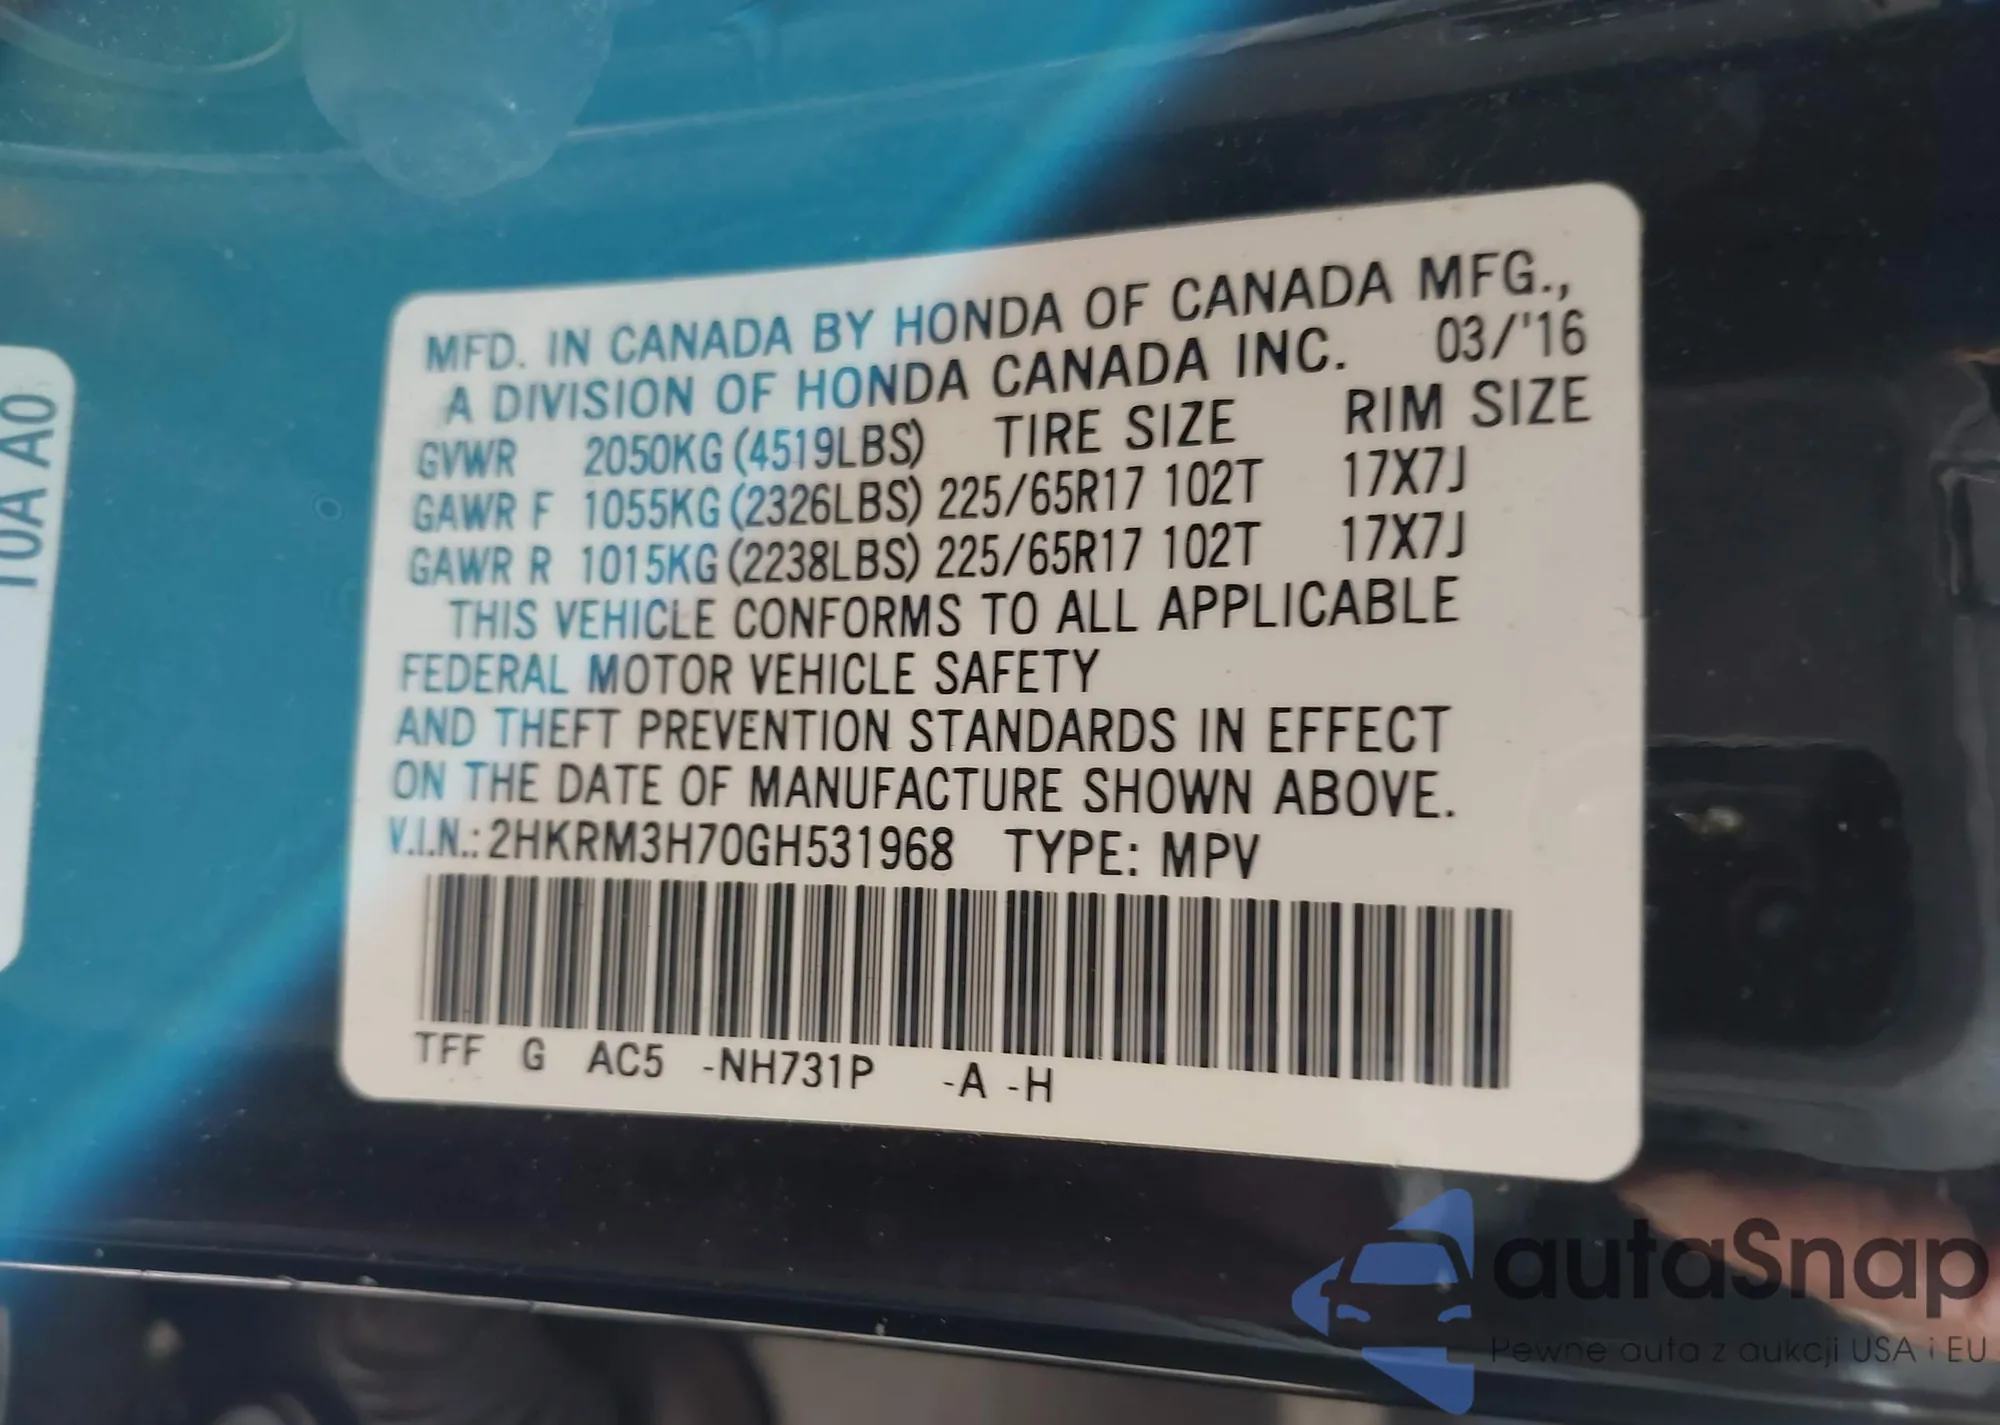 MFD. IN CANADA BY HONDA OF CANADA MFG.,
A DIVISION OF HONDA CANADA INC. 03/'16
GVWR 2050KG (4519LBS) TIRE SIZE RIM SIZE
GAWR F 1055KG (2326LBS) 225/65R17 102T 17X7J
GAWR R 1015KG (2238LBS) 225/65R17 102T 17X7J
THIS VEHICLE CONFORMS TO ALL APPLICABLE
FEDERAL MOTOR VEHICLE SAFETY
AND THEFT PREVENTION STANDARDS IN EFFECT
ON THE DATE OF MANUFACTURE SHOWN ABOVE.
V.I.N.: 2HKRM3H70GH531968 TYPE: MPV
TFF G AC5 -NH731P -A -H
10A A0
autaSnap
Pewne auta z aukcji USA i EU